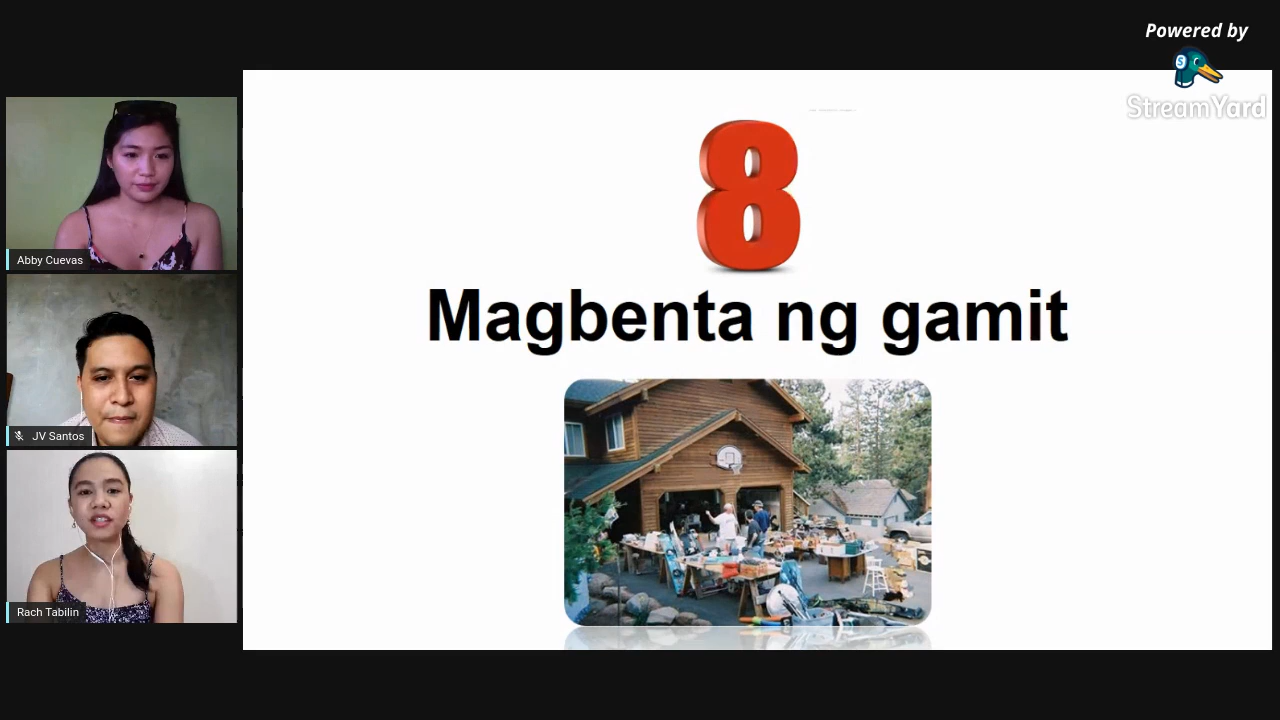 Powered by
StreamYard
Abby Cuevas
JV Santos
Rach Tabilin
8
Magbenta ng gamit